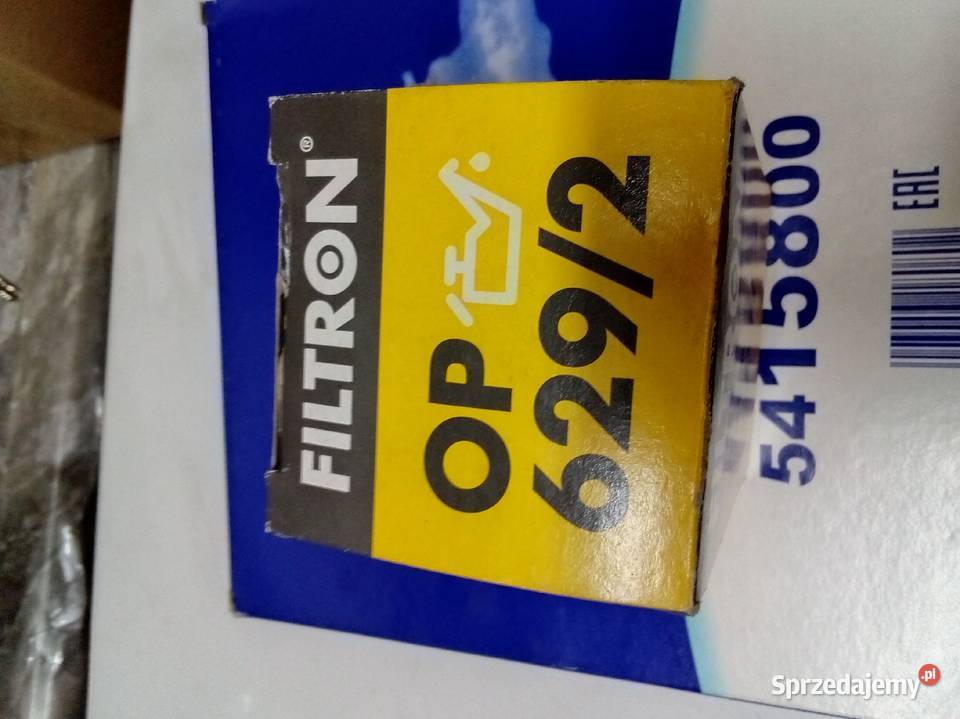 FILTRON®
OP
629/2
5415800
EAC
Sprzedajemy.pl